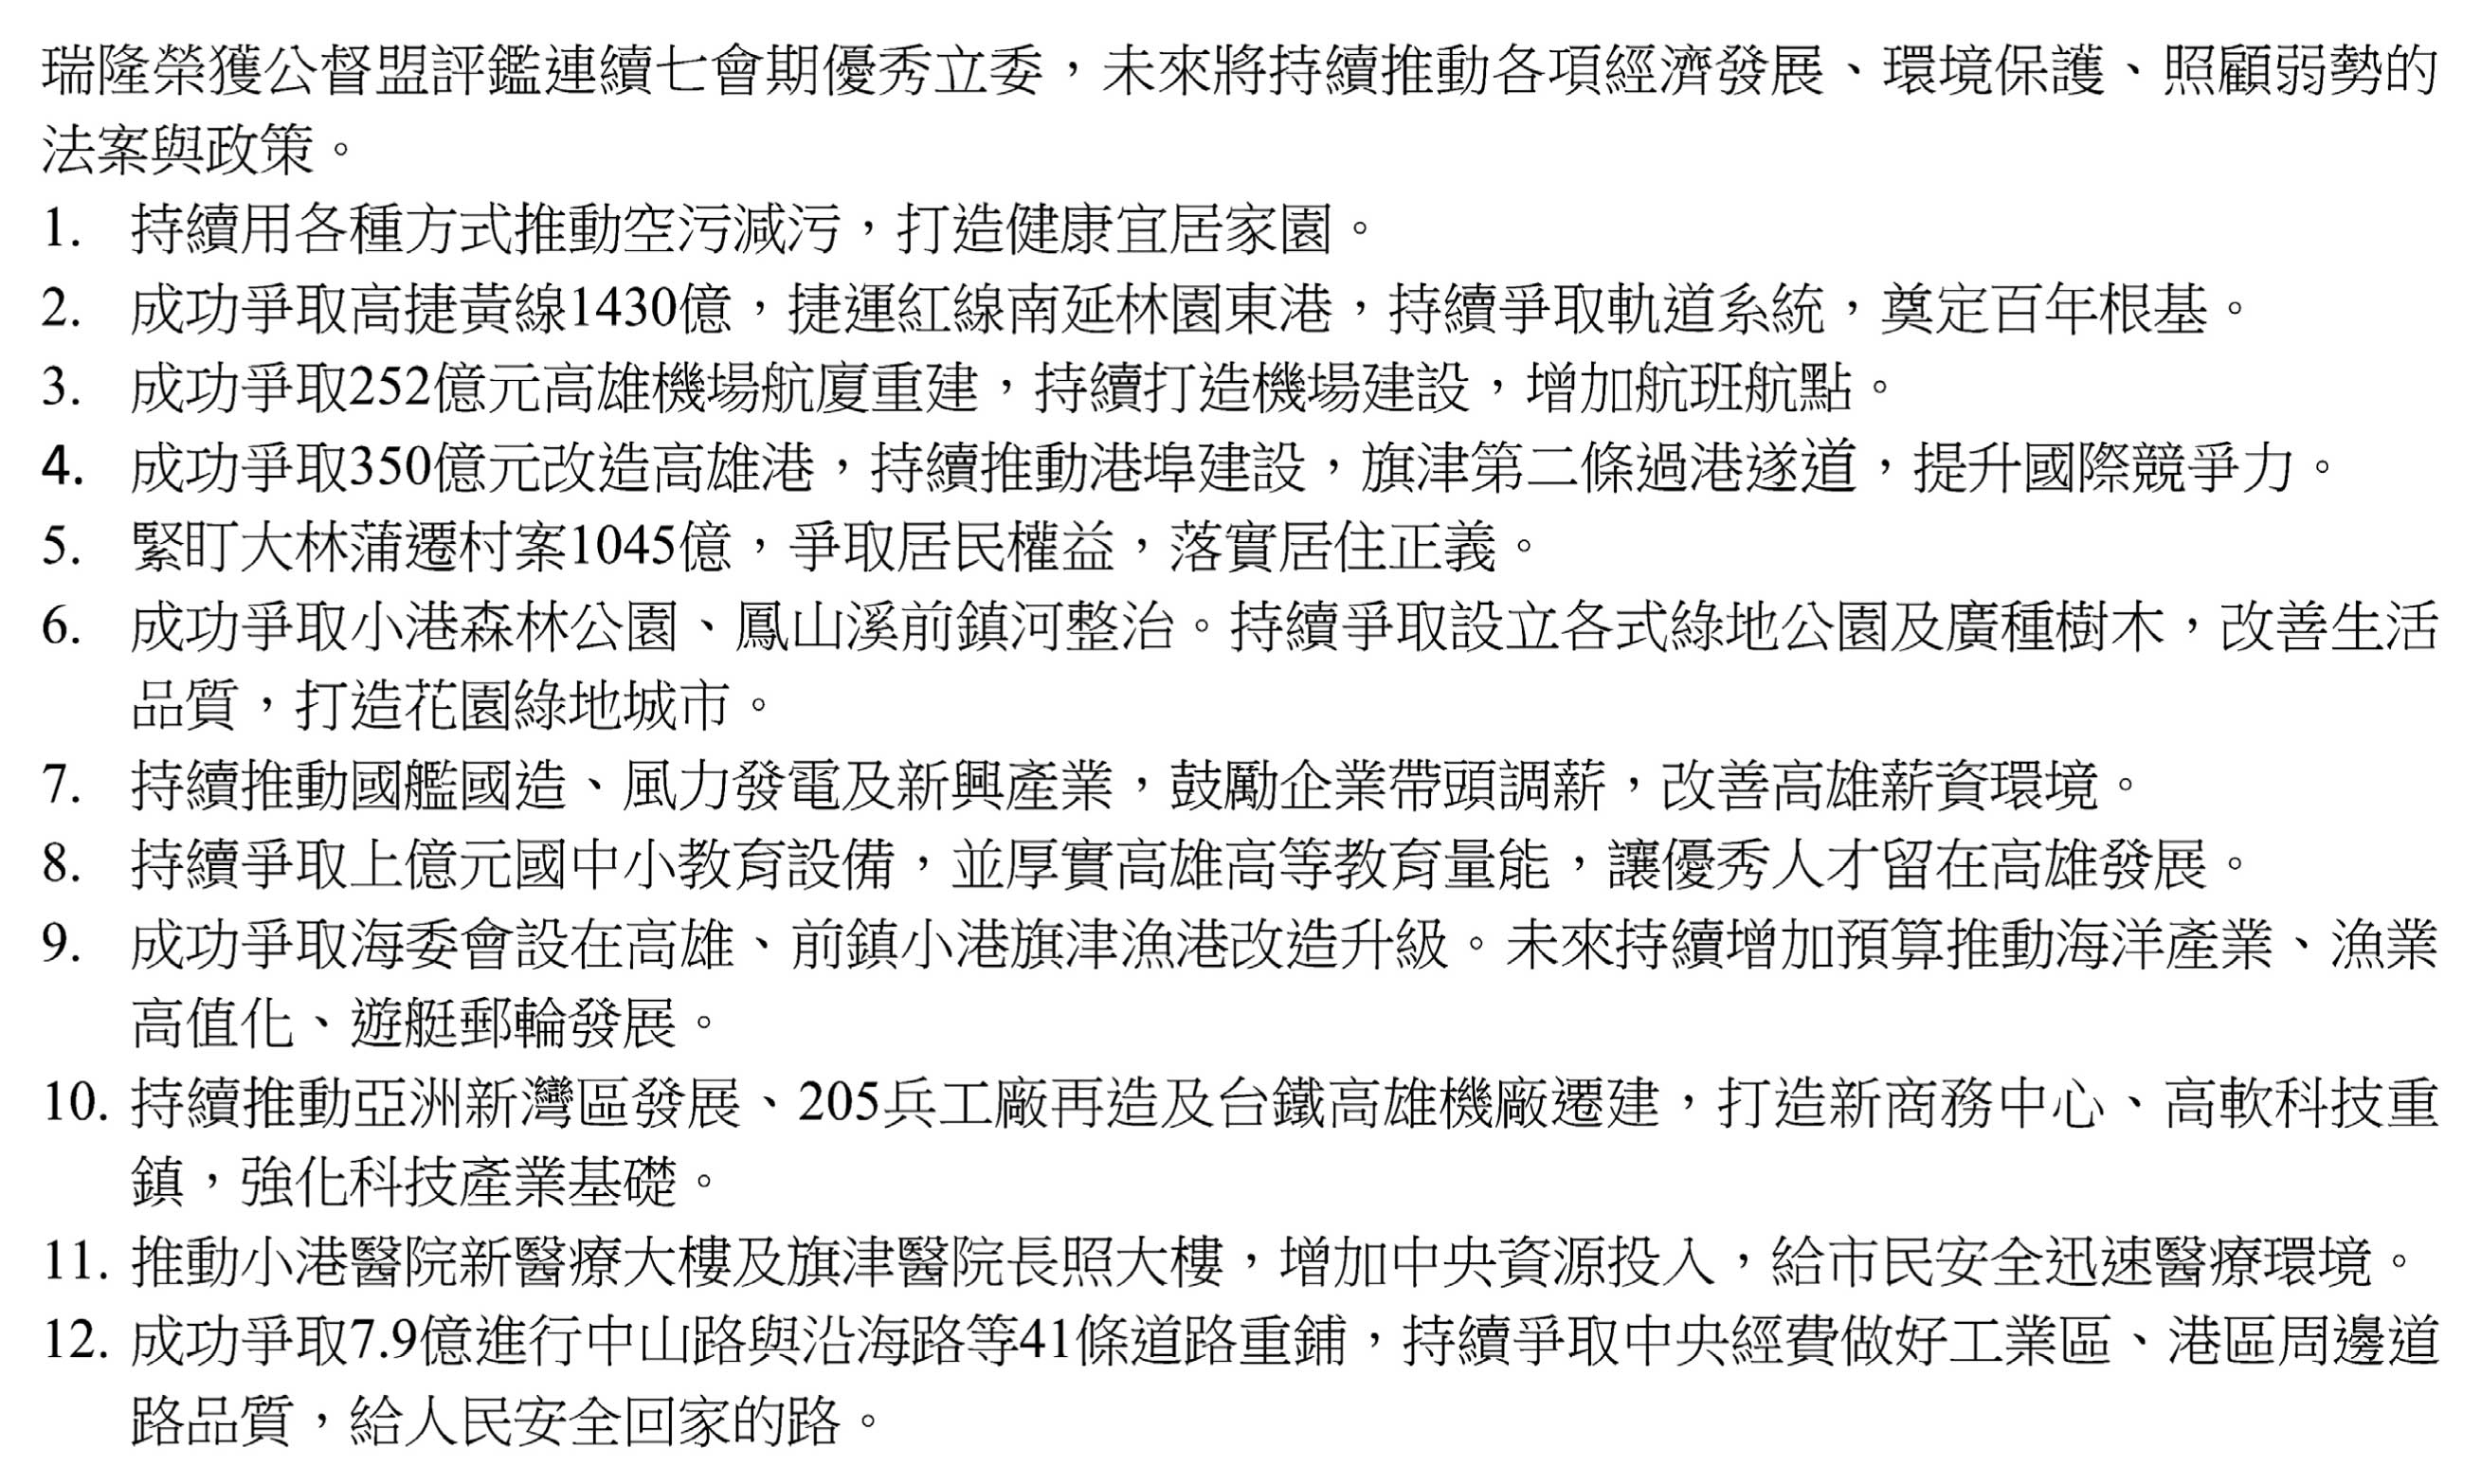 瑞隆榮獲公督盟評鑑連續七會期優秀立委，未來將持續推動各項經濟發展、環境保護、照顧弱勢的
法案與政策。
1. 持續用各種方式推動空污減污，打造健康宜居家園。
2. 成功爭取高捷黃線1430億，捷運紅線南延林園東港，持續爭取軌道系統，奠定百年根基。
3. 成功爭取252億元高雄機場航廈重建，持續打造機場建設，增加航班航點。
4. 成功爭取350億元改造高雄港，持續推動港埠建設，旗津第二條過港遂道，提升國際競爭力。
5. 緊盯大林蒲遷村案1045億，爭取居民權益，落實居住正義。
6. 成功爭取小港森林公園、鳳山溪前鎮河整治。持續爭取設立各式綠地公園及廣種樹木，改善生活
品質，打造花園綠地城市。
7. 持續推動國艦國造、風力發電及新興產業，鼓勵企業帶頭調薪，改善高雄薪資環境。
8. 持續爭取上億元國中小教育設備，並厚實高雄高等教育量能，讓優秀人才留在高雄發展。
9. 成功爭取海委會設在高雄、前鎮小港旗津漁港改造升級。未來持續增加預算推動海洋產業、漁業
高值化、遊艇郵輪發展。
10. 持續推動亞洲新灣區發展、205兵工廠再造及台鐵高雄機廠遷建，打造新商務中心、高軟科技重
鎮，強化科技產業基礎。
11. 推動小港醫院新醫療大樓及旗津醫院長照大樓，增加中央資源投入，給市民安全迅速醫療環境。
12. 成功爭取7.9億進行中山路與沿海路等41條道路重鋪，持續爭取中央經費做好工業區、港區周邊道
路品質，給人民安全回家的路。